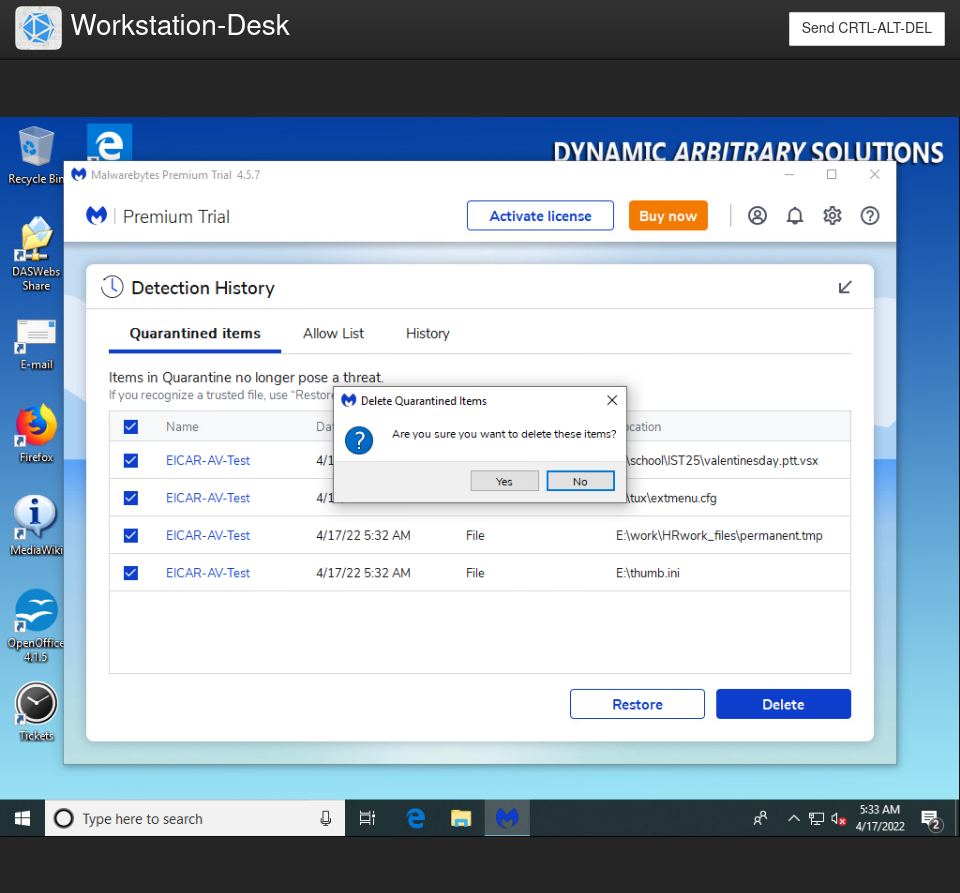 Workstation-Desk
Send CRTL-ALT-DEL
DYNAMIC ARBITRARY SOLUTIONS
Recycle Bin
DASWebs
Share
E-mail
Firefox
MediaWiki
OpenOffice
4.1.5
Tickets
Malwarebytes Premium Trial 4.5.7
Premium Trial
Activate license
Buy now
Detection History
Quarantined items
Allow List
History
Items in Quarantine no longer pose a threat.
If you recognize a trusted file, use "Restore
Name
EICAR-AV-Test
\school\IST25\valentinesday.ptt.vsx
EICAR-AV-Test
\tux\extmenu.cfg
EICAR-AV-Test 4/17/22 5:32 AM File E:\work\HRwork_files\permanent.tmp
EICAR-AV-Test 4/17/22 5:32 AM File E:\thumb.ini
Delete Quarantined Items
Are you sure you want to delete these items?
Yes
No
Restore
Delete
Type here to search
5:33 AM
4/17/2022
2